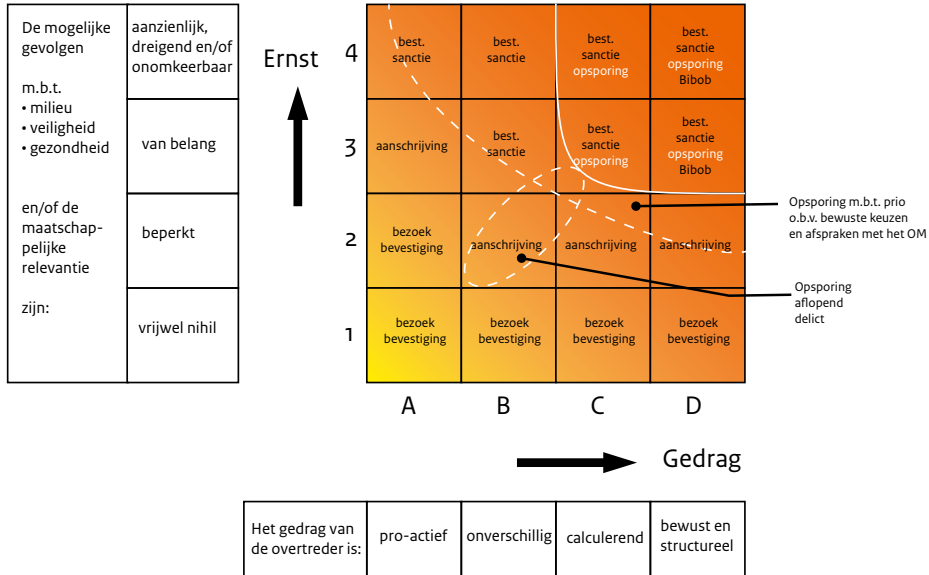 De mogelijke
gevolgen
m.b.t.
• milieu
• veiligheid
• gezondheid
en/of de
maatschap-
pelijke
relevantie
zijn:
aanzienlijk,
dreigend en/of
onomkeerbaar
van belang
beperkt
vrijwel nihil
Ernst
4
best.
sanctie
best.
sanctie
best.
sanctie
opsporing
best.
sanctie
opsporing
Bibob
3
aanschrijving
best.
sanctie
best.
sanctie
opsporing
best.
sanctie
opsporing
Bibob
2
bezoek
bevestiging
aanschrijving
aanschrijving
aanschrijving
1
bezoek
bevestiging
bezoek
bevestiging
bezoek
bevestiging
bezoek
bevestiging
A
B
C
D
Opsporing m.b.t. prio
o.b.v. bewuste keuzen
en afspraken met het OM
Opsporing
aflopend
delict
Gedrag
Het gedrag van
de overtreder is:
pro-actief
onverschillig
calculerend
bewust en
structureel